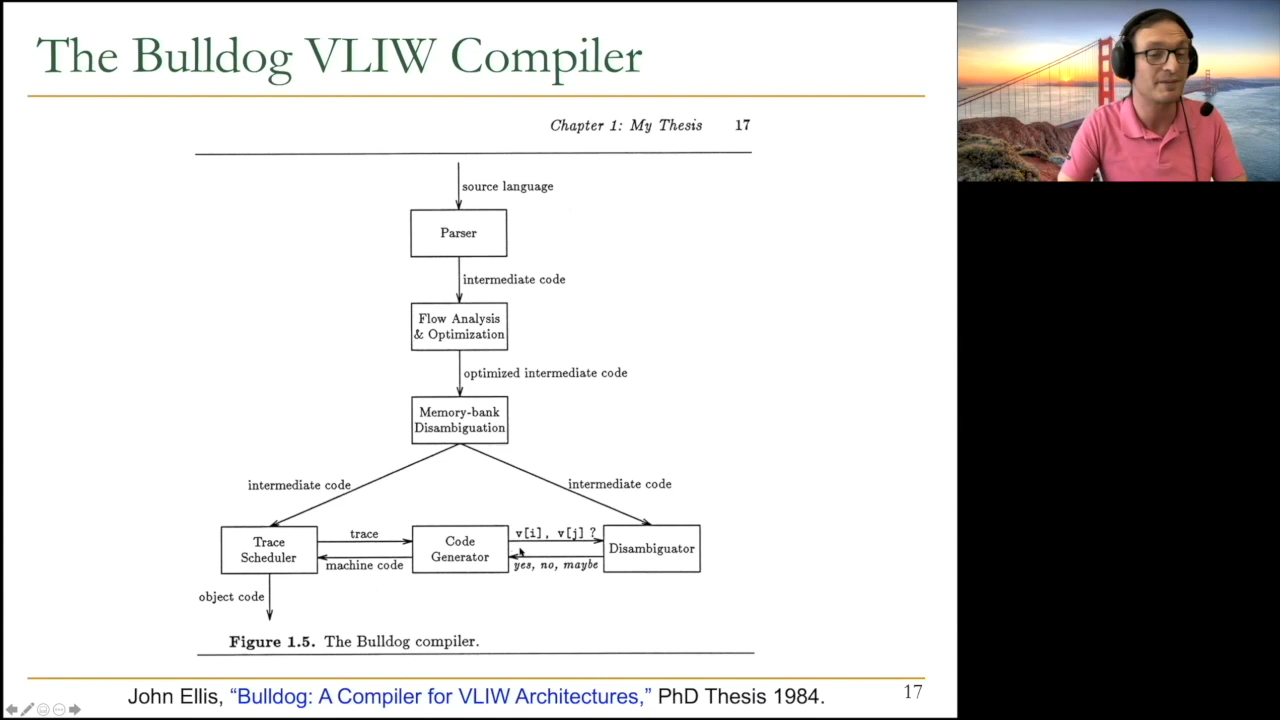 The Bulldog VLIW Compiler
Chapter 1: My Thesis 17
source language
Parser
intermediate code
Flow Analysis
& Optimization
optimized intermediate code
Memory-bank
Disambiguation
intermediate code
intermediate code
Trace
Scheduler
trace
machine code
Code
Generator
v[i], v[j] ?
yes, no, maybe
Disambiguator
object code
Figure 1.5. The Bulldog compiler.
John Ellis, “Bulldog: A Compiler for VLIW Architectures,” PhD Thesis 1984.
17